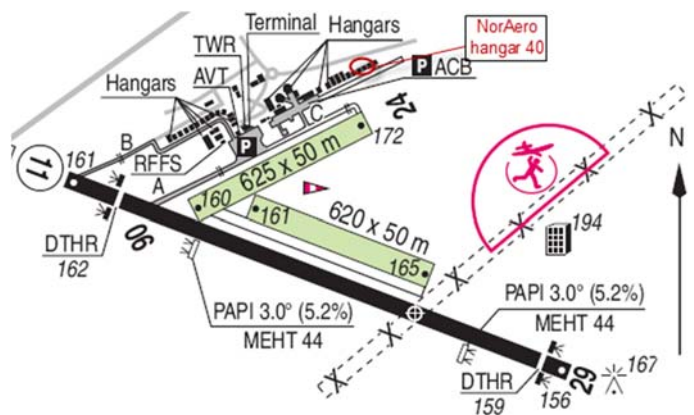 Terminal
TWR
Hangars
NorAero
hangar 40
AVT
Hangars
P
ACB
B
C
24
RFFS
P
172
11
161
A
625 x 50 m
N
160
161
620 x 50 m
194
DTHR
162
06
165
PAPI 3.0° (5.2%)
MEHT 44
PAPI 3.0° (5.2%)
MEHT 44
DTHR
159
156
29
167